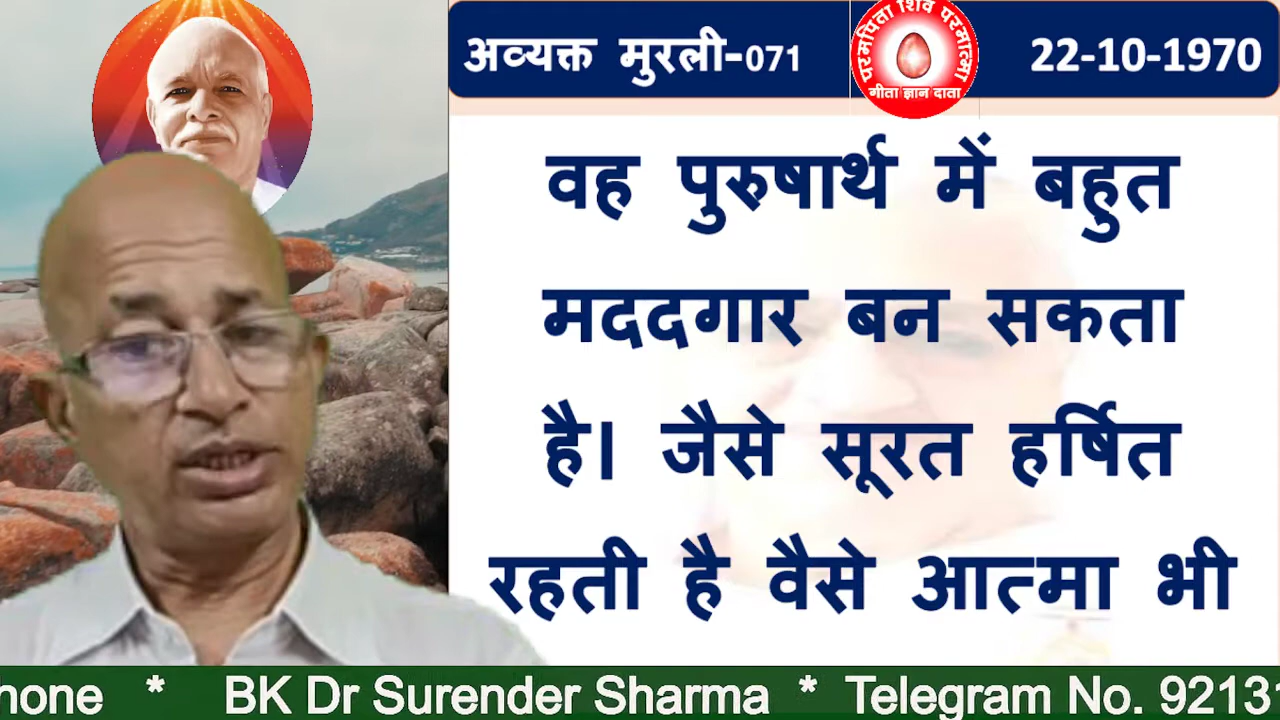 अव्यक्त मुरली-071
परमपिता शिव परमात्मा
गीता ज्ञान दाता
22-10-1970
वह पुरुषार्थ में बहुत
मददगार बन सकता
है। जैसे सूरत हर्षित
रहती है वैसे आत्मा भी
hone * BK Dr Surender Sharma * Telegram No. 9213